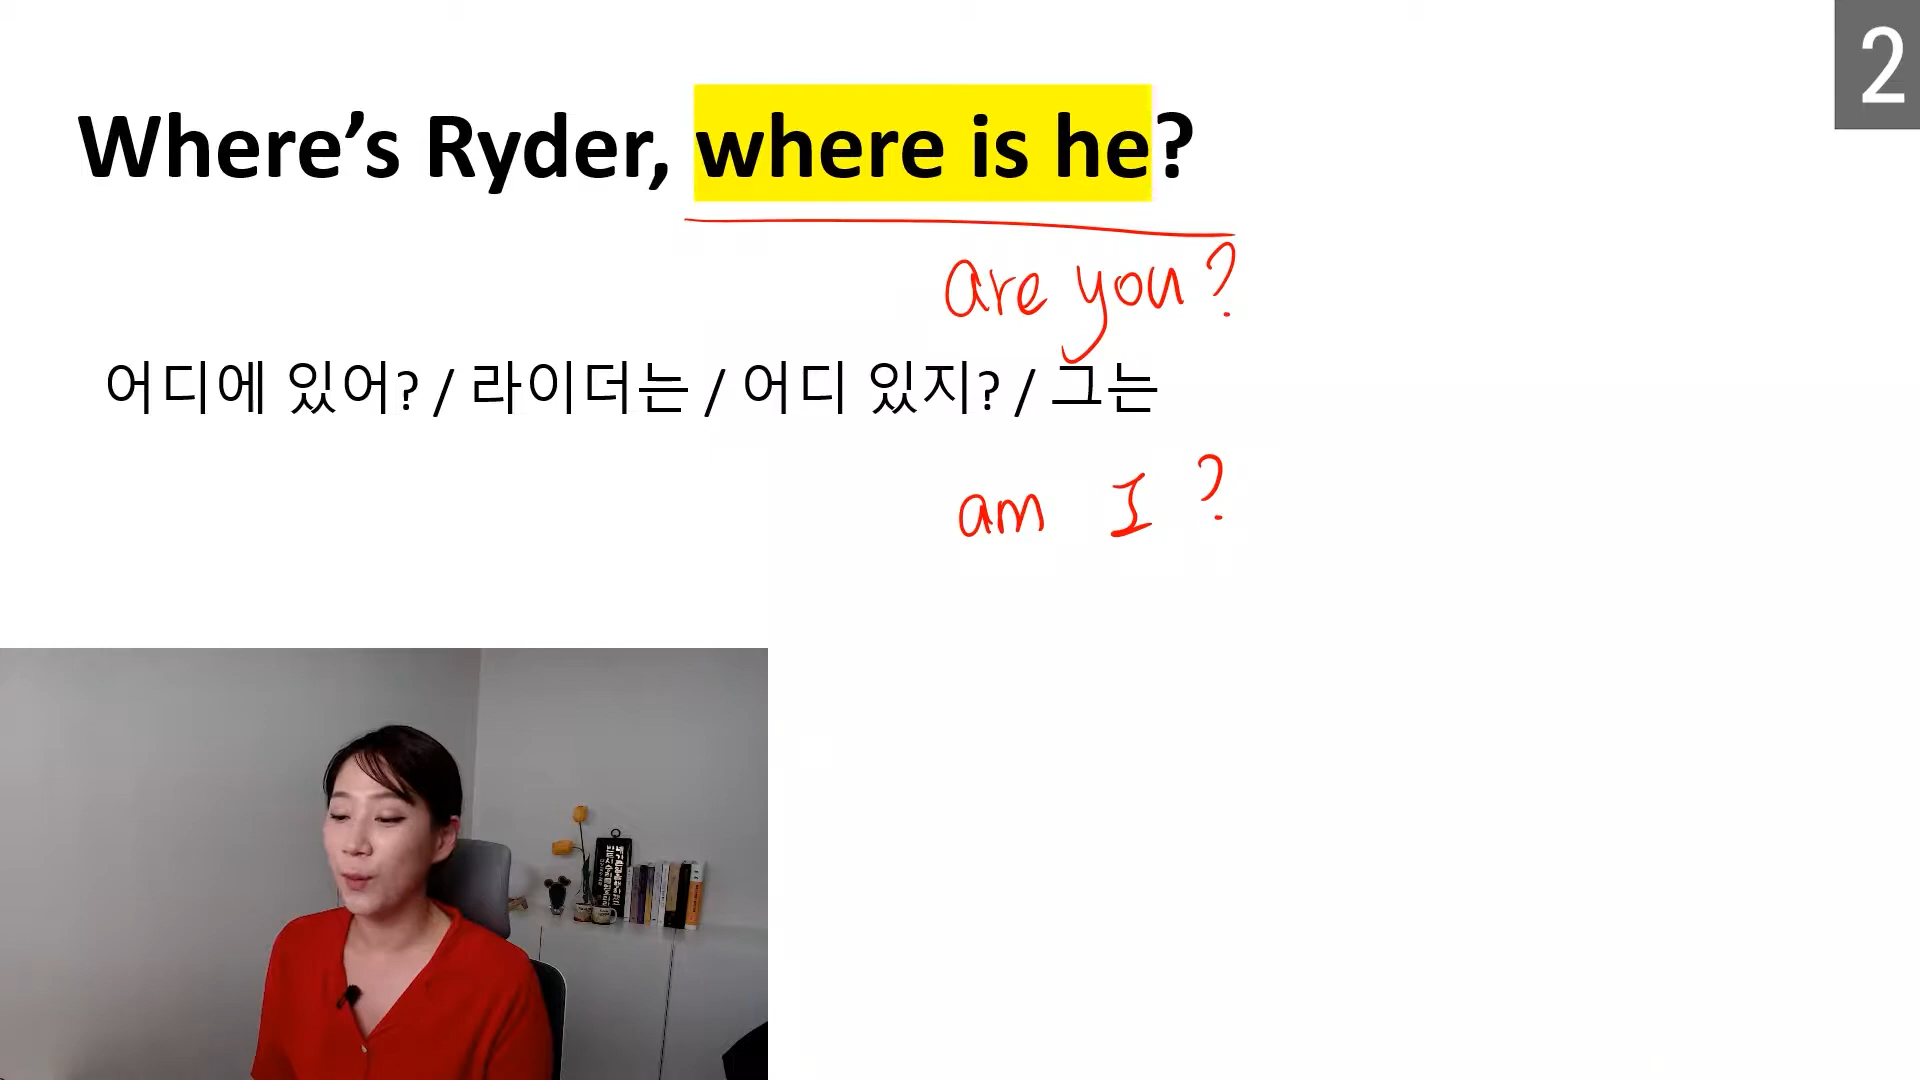 2
Where’s Ryder, where is he?
are you?
어디에 있어? / 라이더는 / 어디 있지? / 그는
am I ?